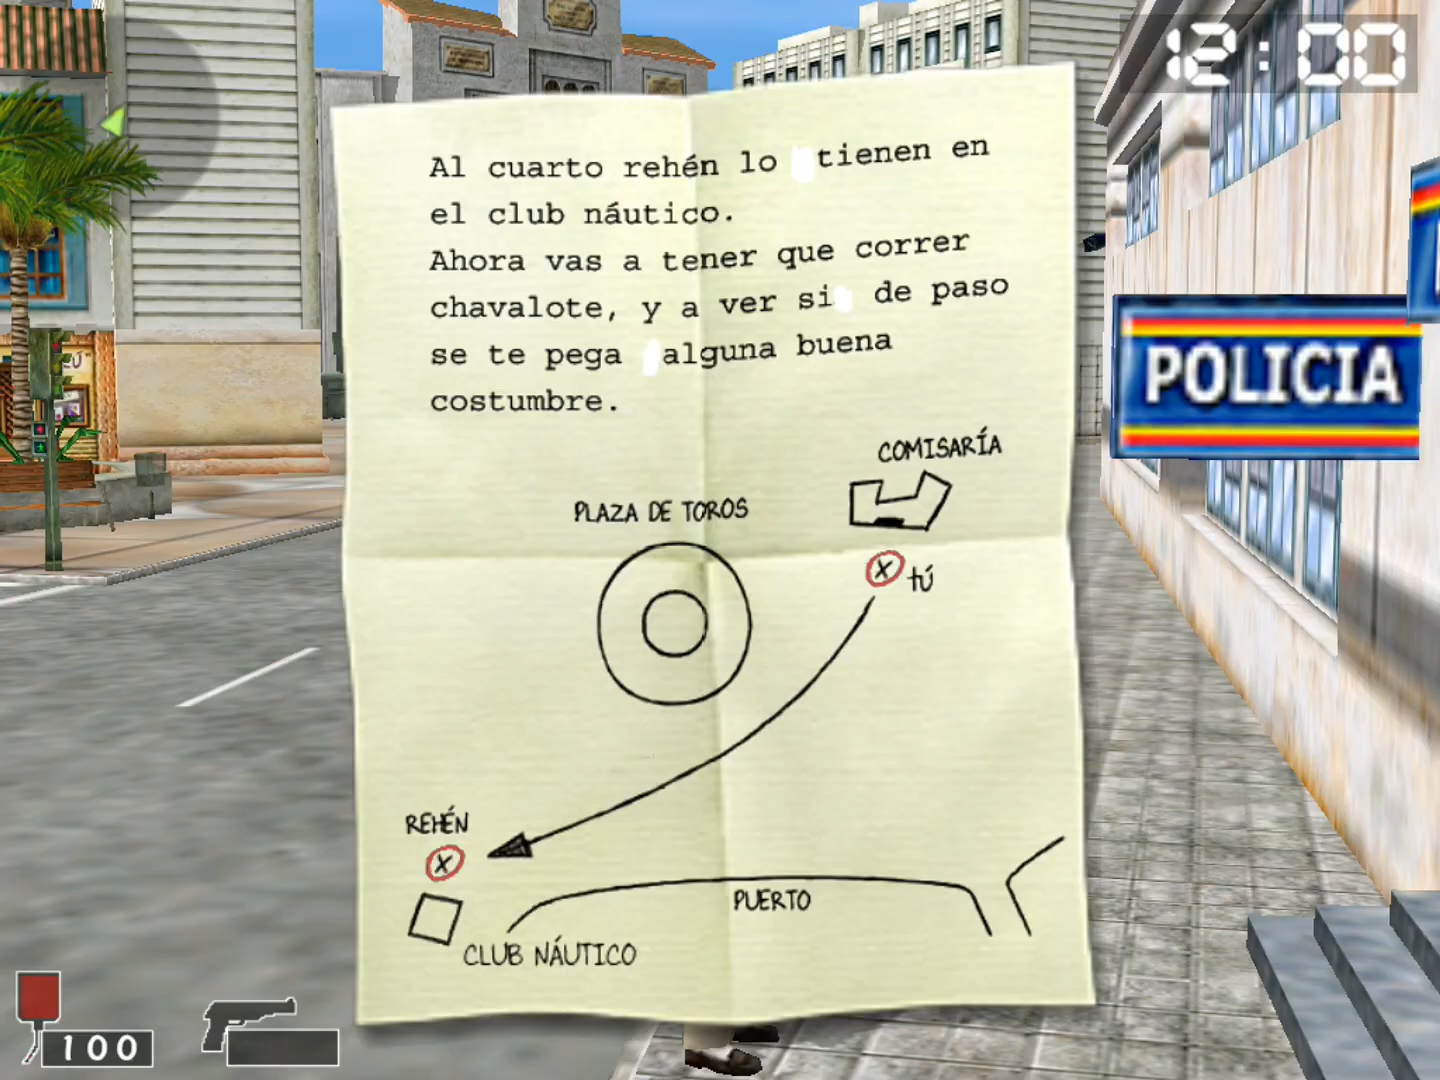 12:00
Al cuarto rehén lo tienen en
el club náutico.
Ahora vas a tener que correr
chavalote, y a ver si de paso
se te pega alguna buena
costumbre.
POLICIA
COMISARÍA
PLAZA DE TOROS
X tú
REHÉN
X
PUERTO
CLUB NÁUTICO
100